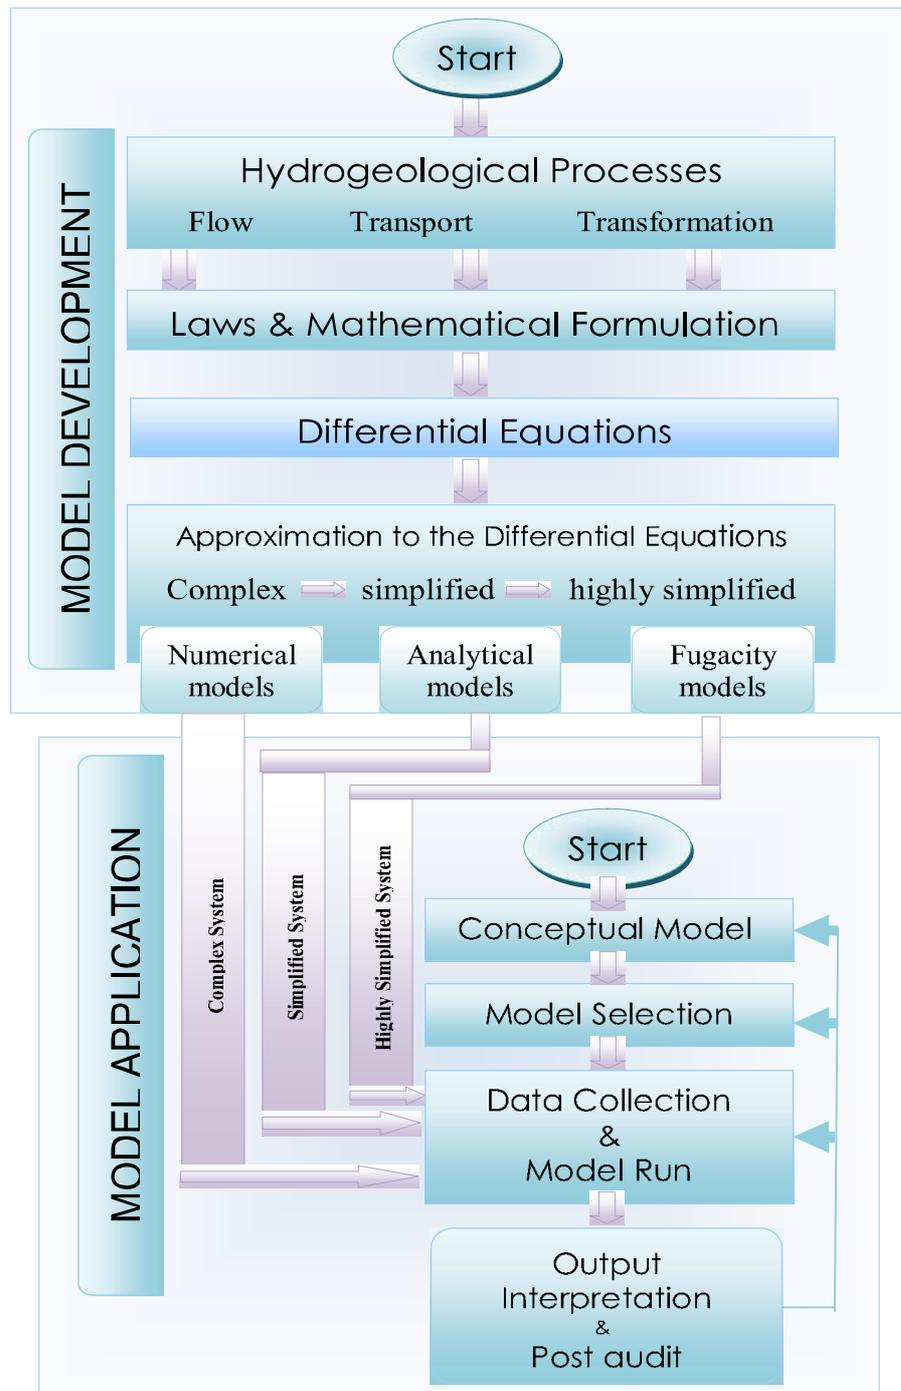 Start
MODEL DEVELOPMENT
Hydrogeological Processes
Flow Transport Transformation
Laws & Mathematical Formulation
Differential Equations
Approximation to the Differential Equations
Complex simplified highly simplified
Numerical
models
Analytical
models
Fugacity
models
MODEL APPLICATION
Complex System
Simplified System
Highly Simplified System
Start
Conceptual Model
Model Selection
Data Collection
&
Model Run
Output
Interpretation
&
Post audit